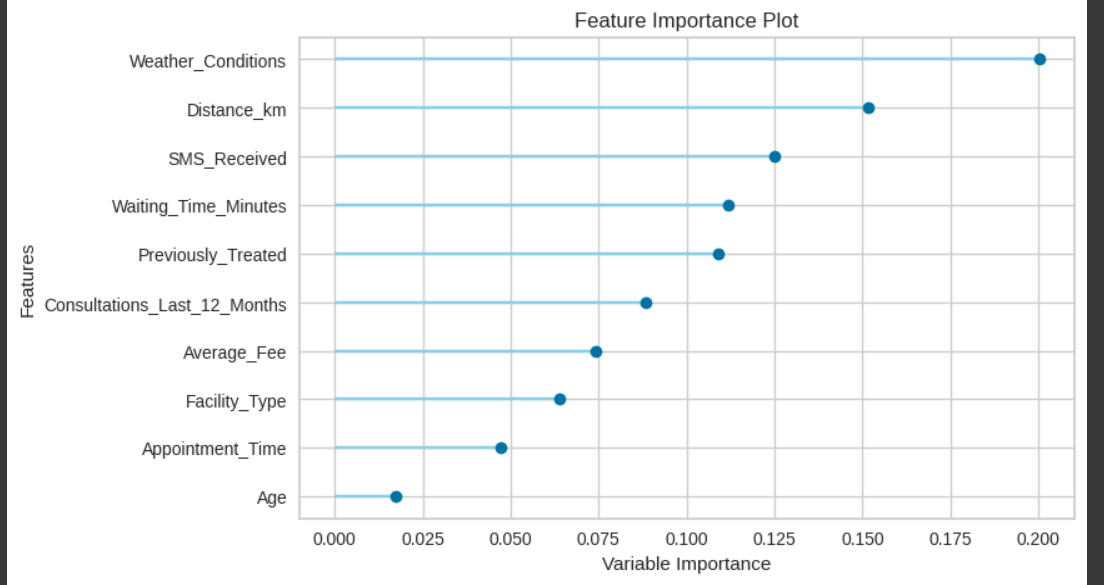 Feature Importance Plot
Weather_Conditions
Distance_km
SMS_Received
Waiting_Time_Minutes
Previously_Treated
Features
Consultations_Last_12_Months
Average_Fee
Facility_Type
Appointment_Time
Age
0.000 0.025 0.050 0.075 0.100 0.125 0.150 0.175 0.200
Variable Importance